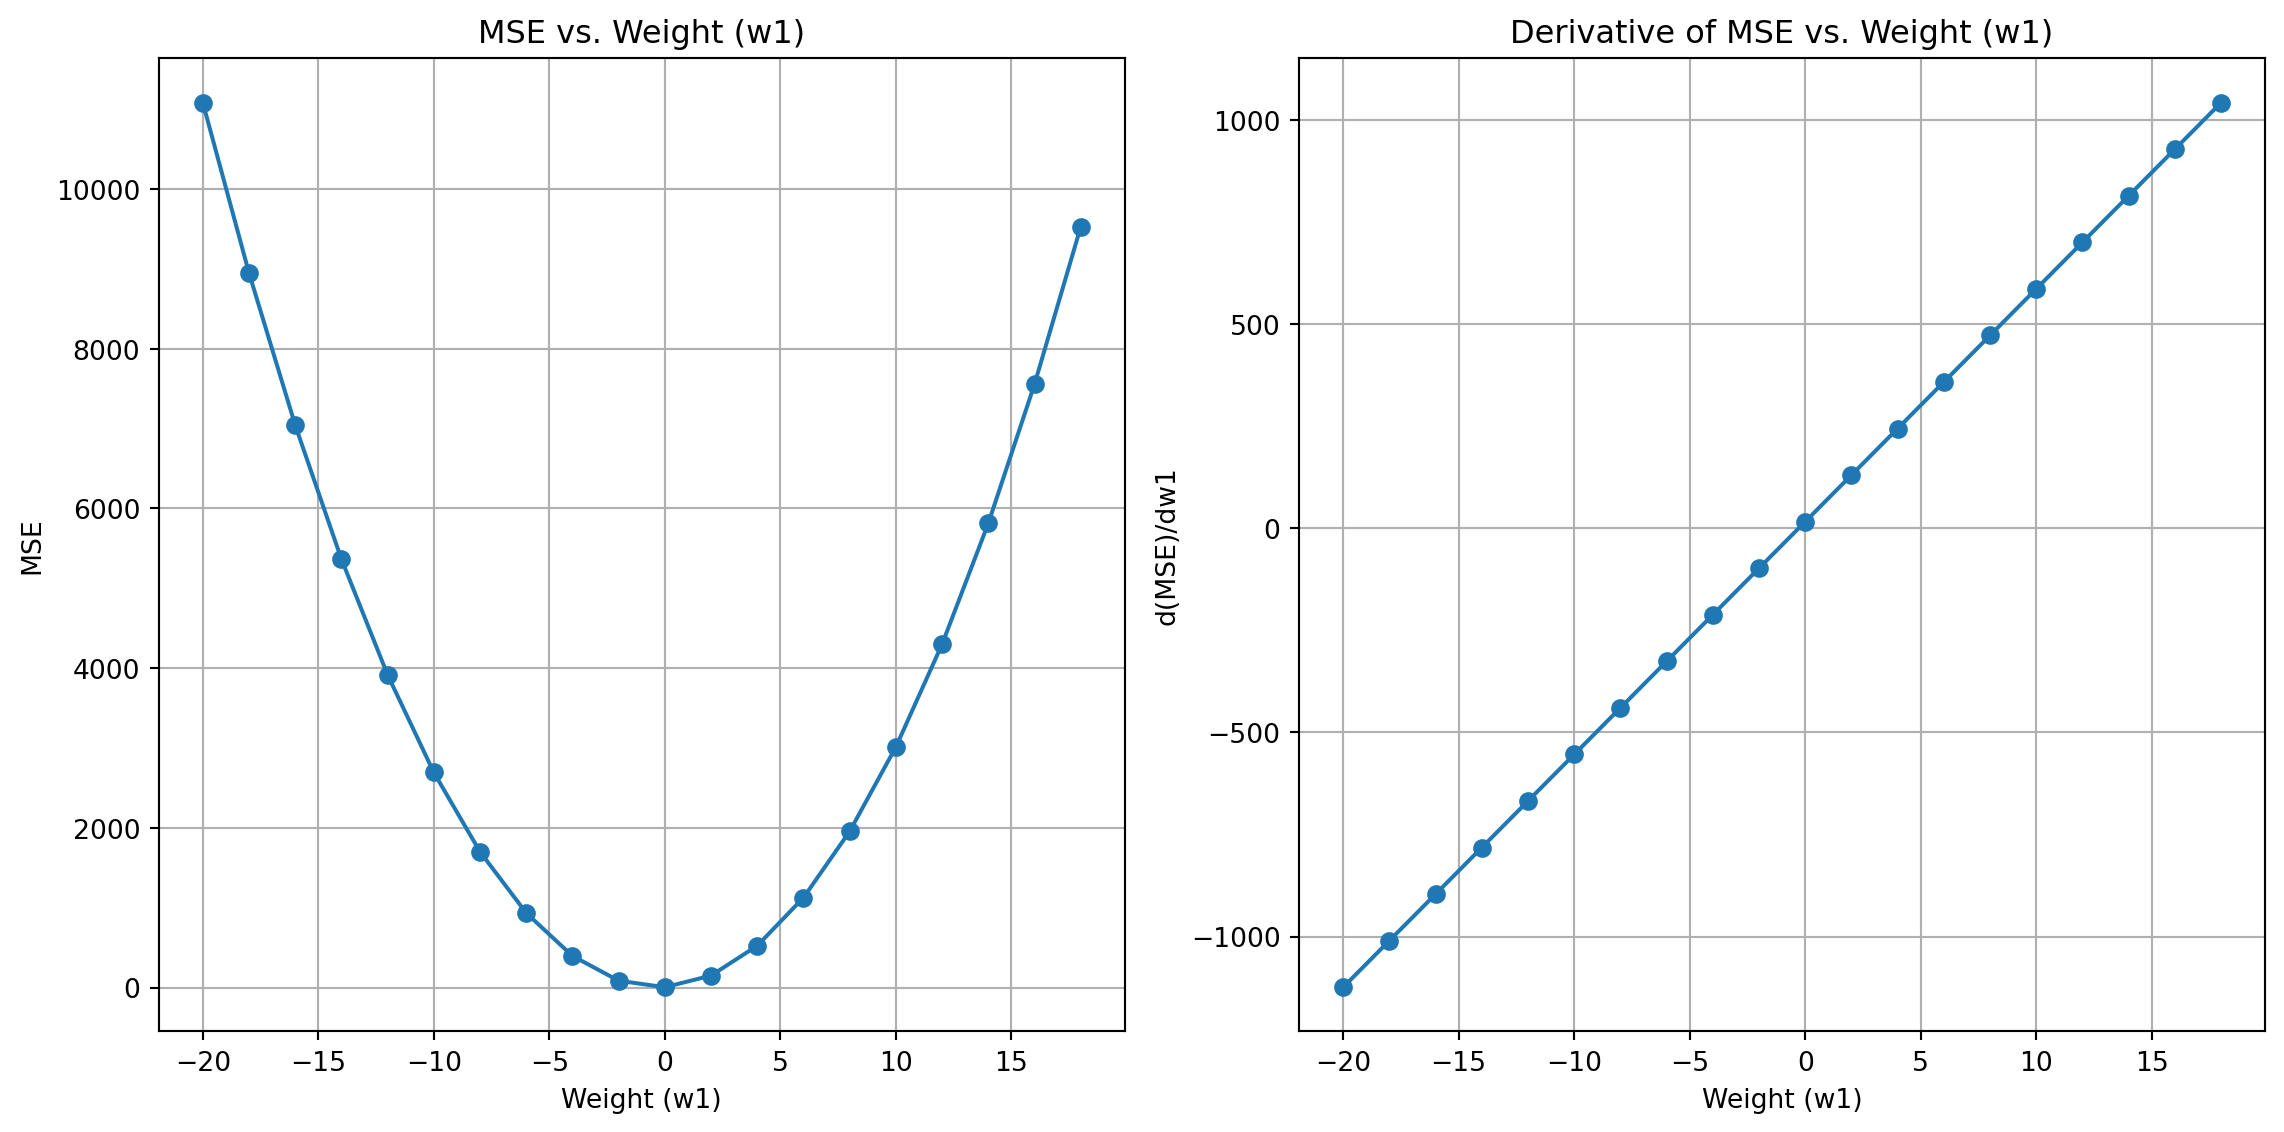 MSE vs. Weight (w1)
MSE
10000
8000
6000
4000
2000
0
−20 −15 −10 −5 0 5 10 15
Weight (w1)
Derivative of MSE vs. Weight (w1)
d(MSE)/dw1
1000
500
0
−500
−1000
−20 −15 −10 −5 0 5 10 15
Weight (w1)